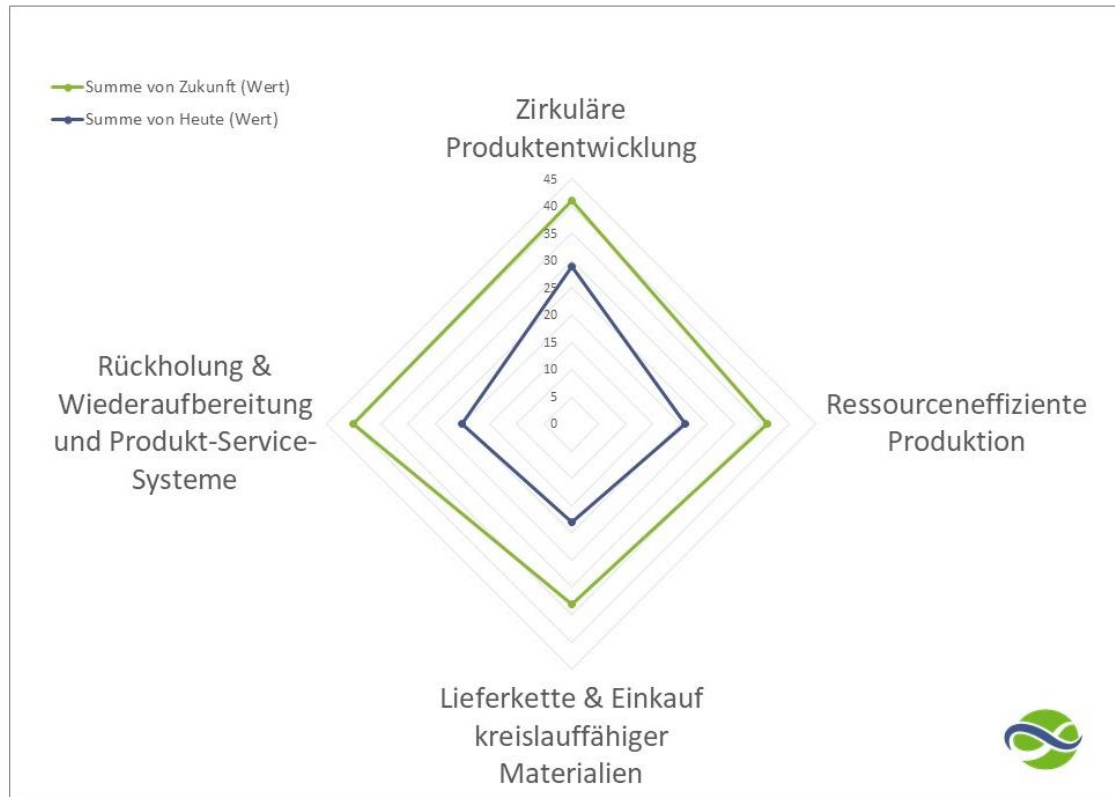 Summe von Zukunft (Wert)
Summe von Heute (Wert)
Zirkuläre
Produktentwicklung
45
40
35
30
25
20
15
10
5
0
Rückholung &
Wiederaufbereitung
und Produkt-Service-
Systeme
Ressourceneffiziente
Produktion
Lieferkette & Einkauf
kreislauffähiger
Materialien